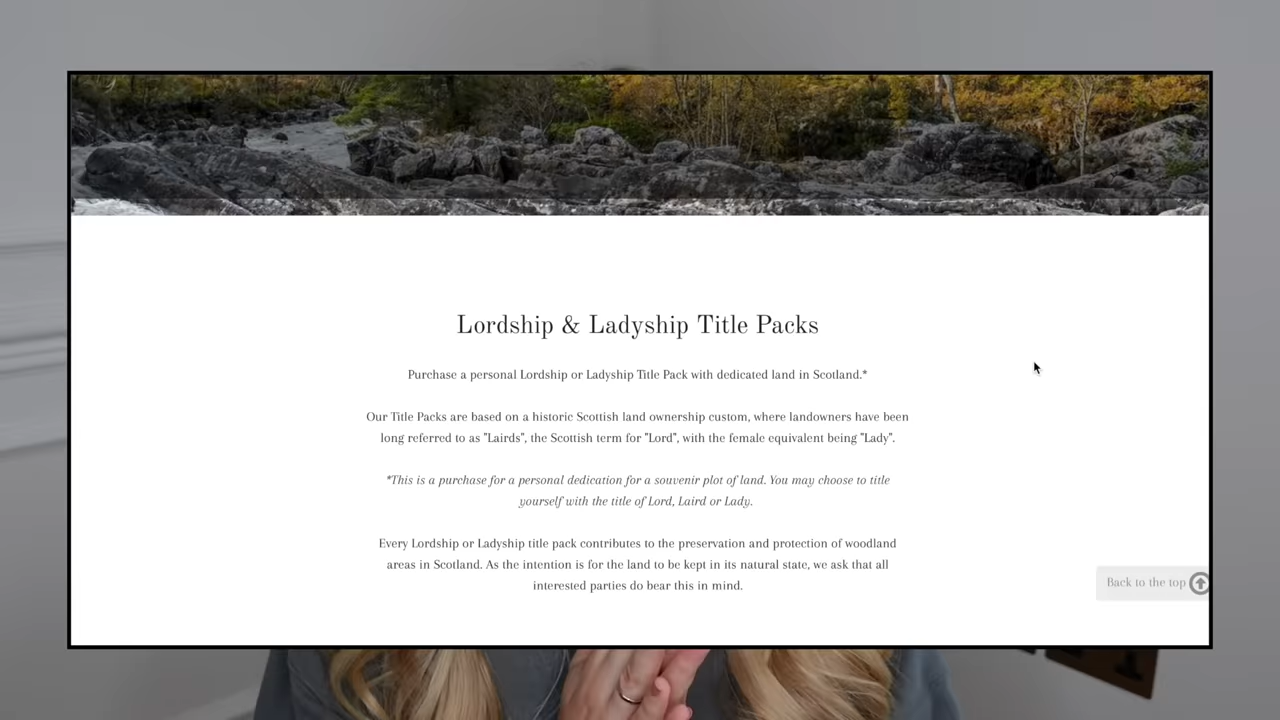 Lordship & Ladyship Title Packs
Purchase a personal Lordship or Ladyship Title Pack with dedicated land in Scotland.*
Our Title Packs are based on a historic Scottish land ownership custom, where landowners have been
long referred to as "Lairds", the Scottish term for "Lord", with the female equivalent being "Lady".
*This is a purchase for a personal dedication for a souvenir plot of land. You may choose to title
yourself with the title of Lord, Laird or Lady.
Every Lordship or Ladyship title pack contributes to the preservation and protection of woodland
areas in Scotland. As the intention is for the land to be kept in its natural state, we ask that all
interested parties do bear this in mind.
Back to the top